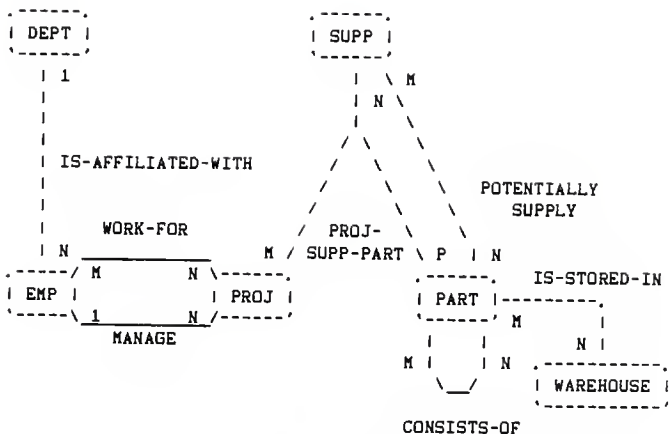 DEPT SUPP
1 M
N
IS-AFFILIATED-WITH
POTENTIALLY
SUPPLY
WORK-FOR PROJ-
N M SUPP-PART P N
M N IS-STORED-IN
EMP PROJ PART
1 N M
MANAGE N
M N WAREHOUSE
CONSISTS-OF